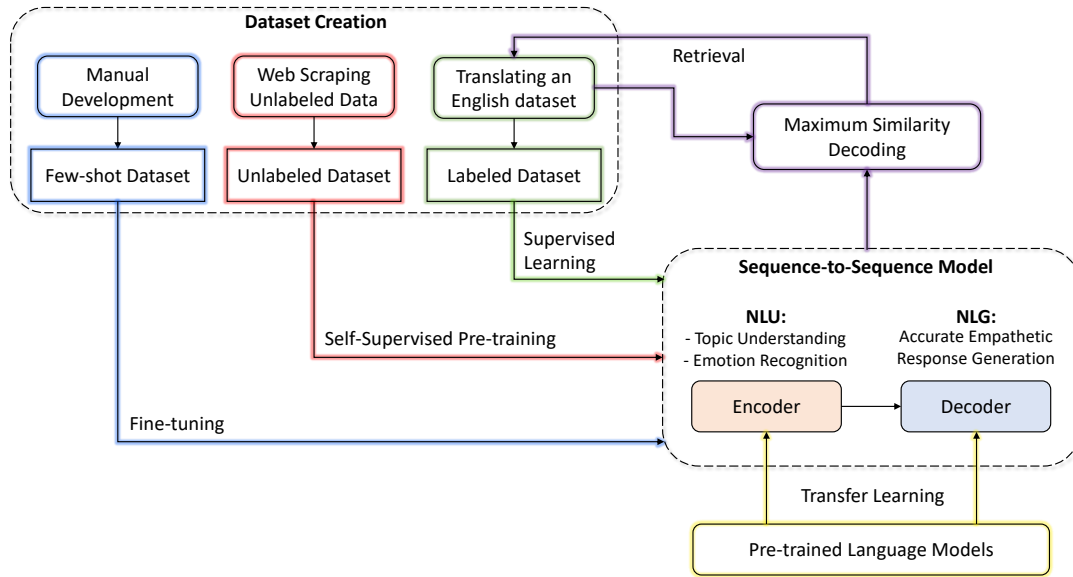 Dataset Creation
Manual
Development
Web Scraping
Unlabeled Data
Translating an
English dataset
Few-shot Dataset
Unlabeled Dataset
Labeled Dataset
Retrieval
Maximum Similarity
Decoding
Supervised
Learning
Self-Supervised Pre-training
Fine-tuning
Sequence-to-Sequence Model
NLU:
- Topic Understanding
- Emotion Recognition
NLG:
Accurate Empathetic
Response Generation
Encoder
Decoder
Transfer Learning
Pre-trained Language Models